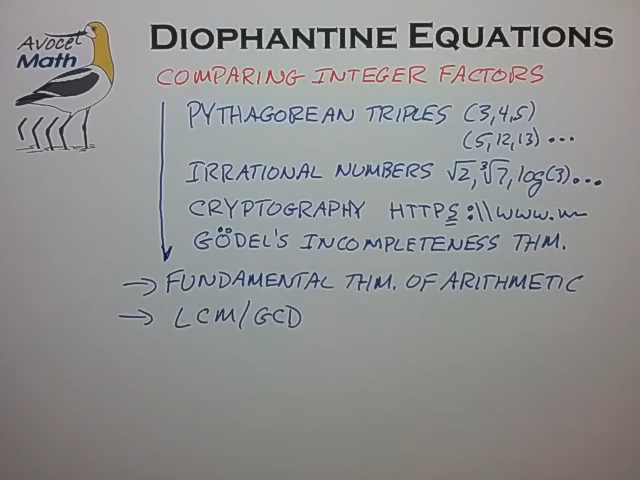 Avocet
Math
DIOPHANTINE EQUATIONS
COMPARING INTEGER FACTORS
PYTHAGOREAN TRIPLES (3,4,5)
(5,12,13) •••
IRRATIONAL NUMBERS √2, ∛7, log(3)•••
CRYPTOGRAPHY HTTPS:\\WWW.
GÖDEL'S INCOMPLETENESS THM.
→ FUNDAMENTAL THM. OF ARITHMETIC
→ LCM/GCD